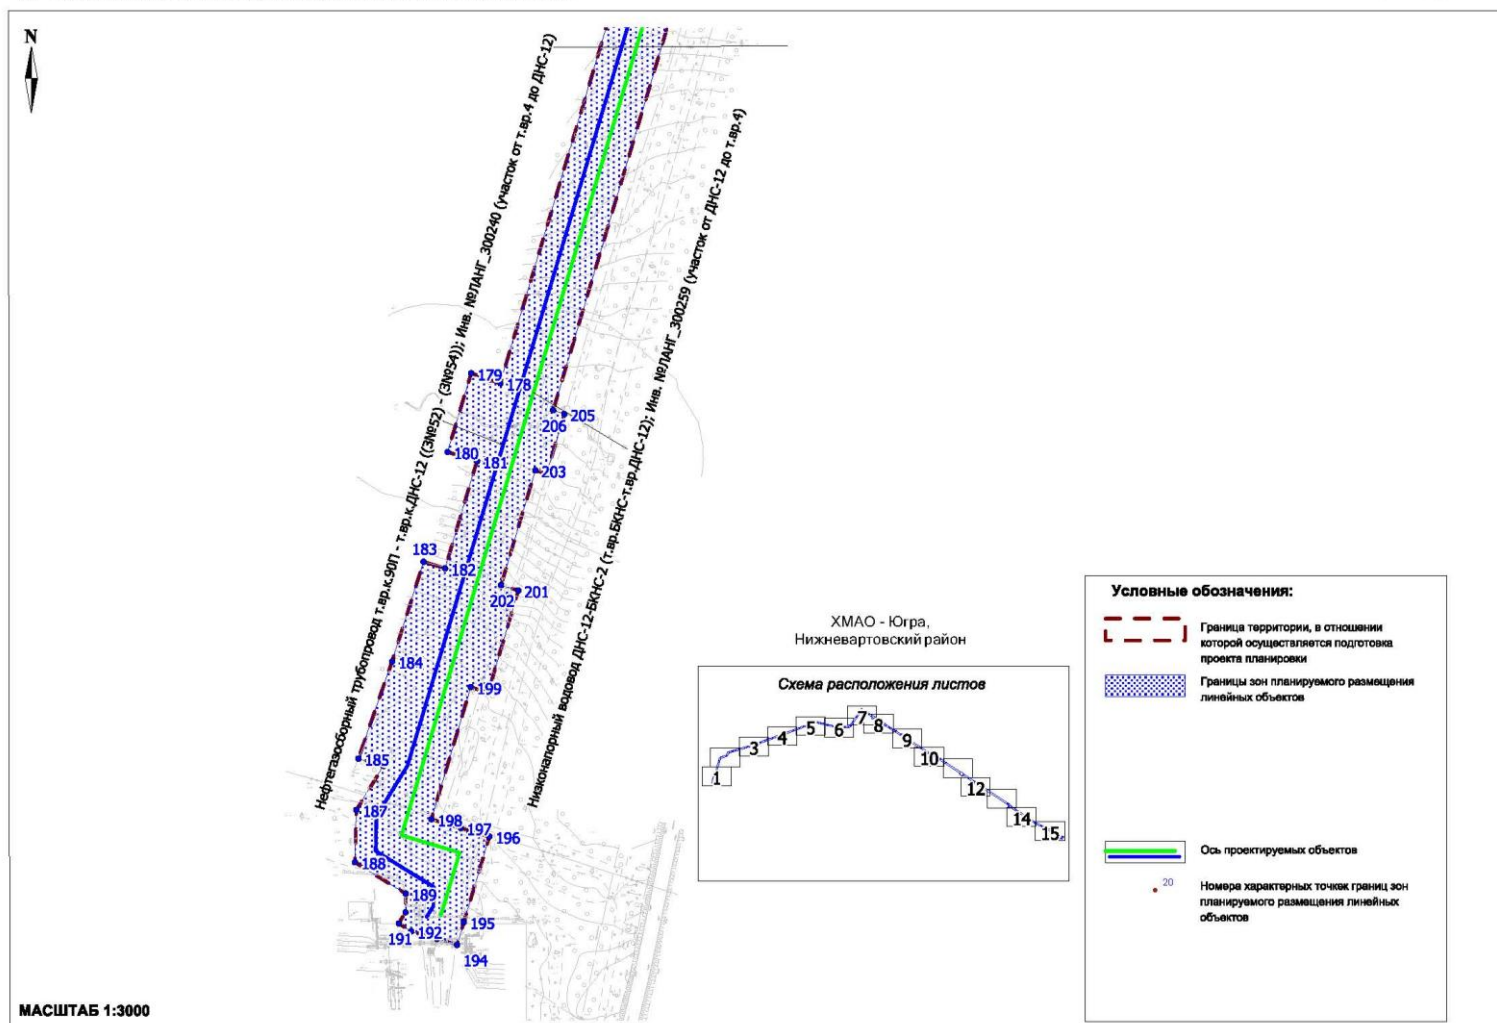 N
Нефтегазосборный трубопровод т.вр.к.90П - т.вр.к.ДНС-12 ((З№52) - (З№54)); Инв. №ЛАНГ_300240 (участок от т.вр.4 до ДНС-12)
Низконапорный водовод ДНС-12-БКНС-2 (т.вр.БКНС-т.вр.ДНС-12); Инв. №ЛАНГ_300259 (участок от ДНС-12 до т.вр.4)
179
178
205
206
180
181
203
183
182
202
201
184
199
185
187
198
197
196
188
189
195
191
192
194
ХМАО - Югра,
Нижневартовский район
Схема расположения листов
1
3
4
5
6
7
8
9
10
12
14
15
Условные обозначения:
Граница территории, в отношении
которой осуществляется подготовка
проекта планировки
Границы зон планируемого размещения
линейных объектов
Ось проектируемых объектов
20
Номера характерных точкек границ зон
планируемого размещения линейных
объектов
МАСШТАБ 1:3000